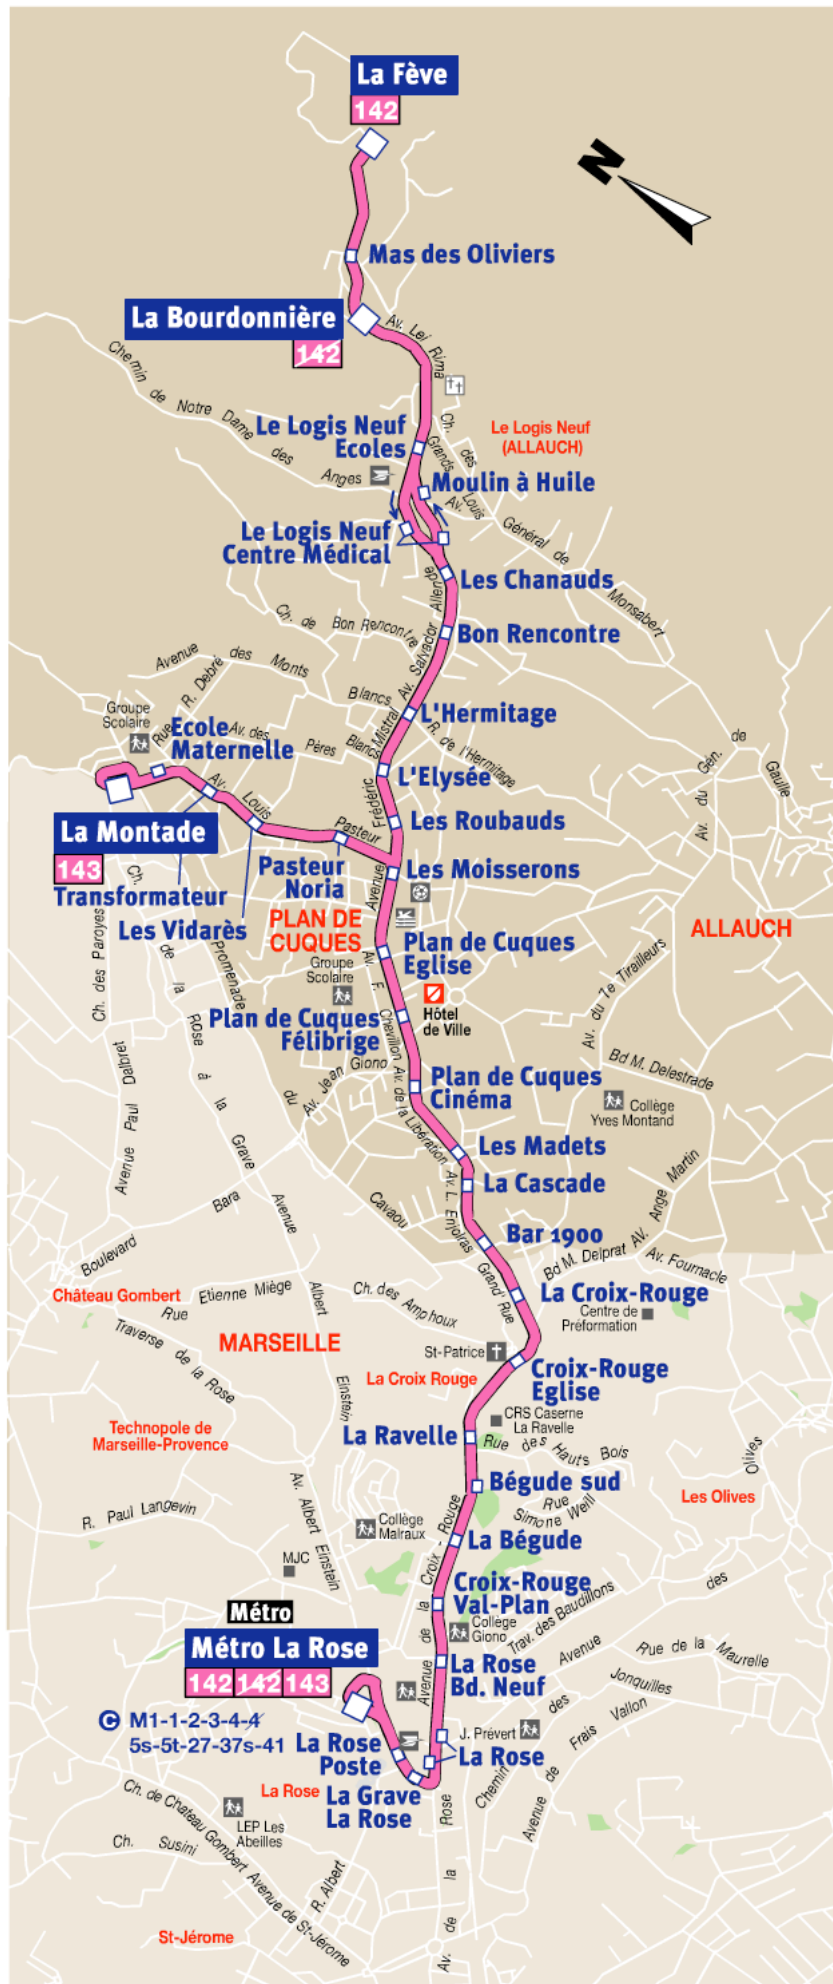 La Fève
142
N
Mas des Oliviers
La Bourdonnière
142
Av. Lei Rima
Chemin de Notre Dame des Anges
Ch. des Grands Louis
Le Logis Neuf
(ALLAUCH)
Le Logis Neuf
Ecoles
Moulin à Huile
Av. Général de Monsabert
Le Logis Neuf
Centre Médical
Les Chanauds
Av. Salvador Allende
Ch. de Bon Rencontre
Bon Rencontre
Avenue des Monts Blancs
Rue R. Debré
Groupe
Scolaire
Ecole
Maternelle
Av. des Pères Blancs
L'Hermitage
R. de l'Hermitage
L'Elysée
Av. du Gén. de Gaulle
Av. Louis Pasteur
Avenue Frédéric Mistral
Les Roubauds
La Montade
143
Transformateur
Les Vidarès
Pasteur
Noria
Les Moisserons
PLAN DE
CUQUES
ALLAUCH
Ch. des Paroyes
Ch. de la Rose à la Grave
Promenade du
Groupe
Scolaire
Plan de Cuques
Eglise
Av. F. Chevillon
Hôtel
de Ville
Av. du 7e Tirailleurs
Plan de Cuques
Félibrige
Av. Jean Giono
Bd M. Delestrade
Avenue Paul Dalbret
Plan de Cuques
Cinéma
Collège
Yves Montand
Av. de la Libération
Les Madets
La Cascade
Av. L. Enjolras
Cavaou
Boulevard Bara
Bar 1900
AV. Ange Martin
Bd M. Delprat
Av. Fournacle
Grand' Rue
Château Gombert
Rue Etienne Miège
Ch. des Amphoux
La Croix-Rouge
Centre de
Préformation
Avenue Albert Einstein
Traverse de la Rose
MARSEILLE
St-Patrice
La Croix Rouge
Croix-Rouge
Eglise
CRS Caserne
La Ravelle
La Ravelle
Rue des Hauts Bois
Technopole de
Marseille-Provence
Olives
Bégude sud
Les Olives
Rue Simone Weill
R. Paul Langevin
Av. Albert Einstein
Collège
Malraux
La Bégude
MJC
Avenue de la Croix-Rouge
Croix-Rouge
Val-Plan
Collège
Giono
Trav. des Baudillons
Avenue des
Métro
Métro La Rose
142 142 143
La Rose
Bd. Neuf
Rue de la Maurelle
Chemin des Jonquilles
C M1-1-2-3-4-4
5s-5t-27-37s-41
J. Prévert
Avenue de Frais Vallon
La Rose
Poste
La Rose
La Rose
La Grave
La Rose
LEP Les
Abeilles
Ch. de Chateau Gombert
Ch. Susini
R. Albert
Avenue de St-Jérome
Av. de la Rose
St-Jérome